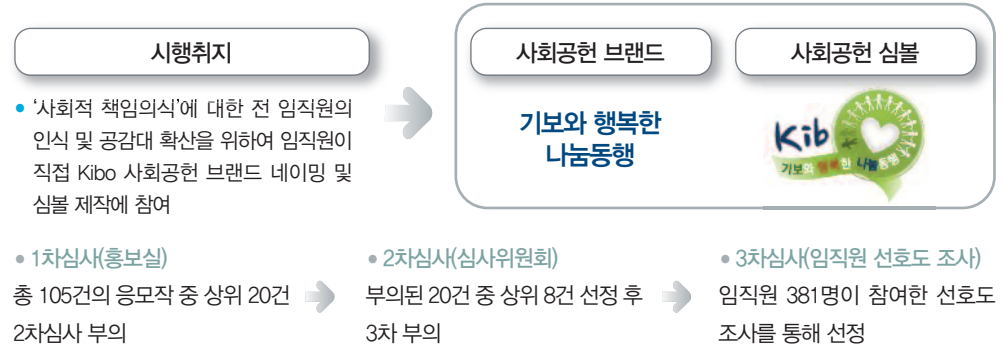 시행취지
• '사회적 책임의식'에 대한 전 임직원의
인식 및 공감대 확산을 위하여 임직원이
직접 Kibo 사회공헌 브랜드 네이밍 및
심볼 제작에 참여
사회공헌 브랜드
기보와 행복한
나눔동행
사회공헌 심볼
Kib
기보와 행복한 나눔동행
• 1차심사(홍보실)
총 105건의 응모작 중 상위 20건
2차심사 부의
• 2차심사(심사위원회)
부의된 20건 중 상위 8건 선정 후
3차 부의
• 3차심사(임직원 선호도 조사)
임직원 381명이 참여한 선호도
조사를 통해 선정